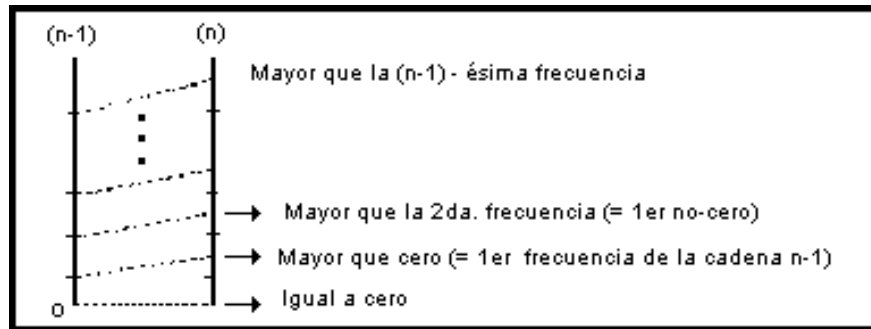 (n-1) (n)
Mayor que la (n-1) - ésima frecuencia
Mayor que la 2da. frecuencia (= 1er no-cero)
Mayor que cero (= 1er frecuencia de la cadena n-1)
Igual a cero
0